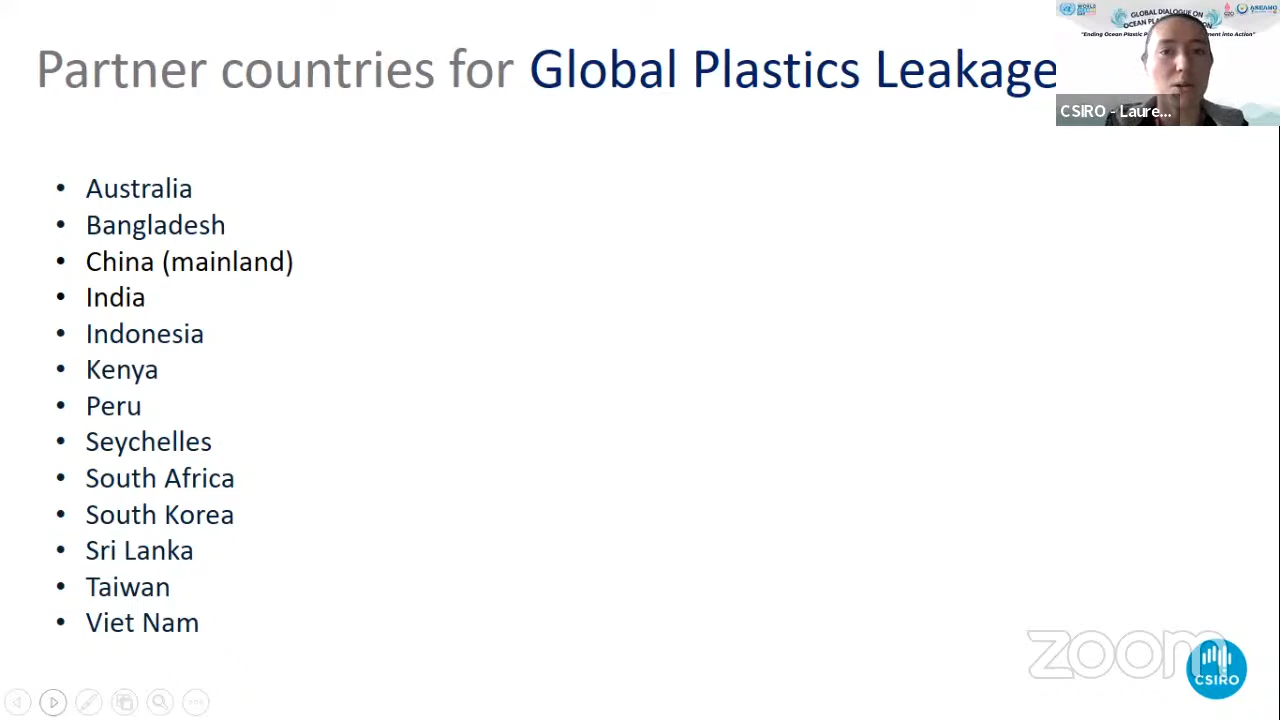 Partner countries for Global Plastics Leakage
GLOBAL DIALOGUE ON
CSIRO - Laure...
• Australia
• Bangladesh
• China (mainland)
• India
• Indonesia
• Kenya
• Peru
• Seychelles
• South Africa
• South Korea
• Sri Lanka
• Taiwan
• Viet Nam
zoom
CSIRO